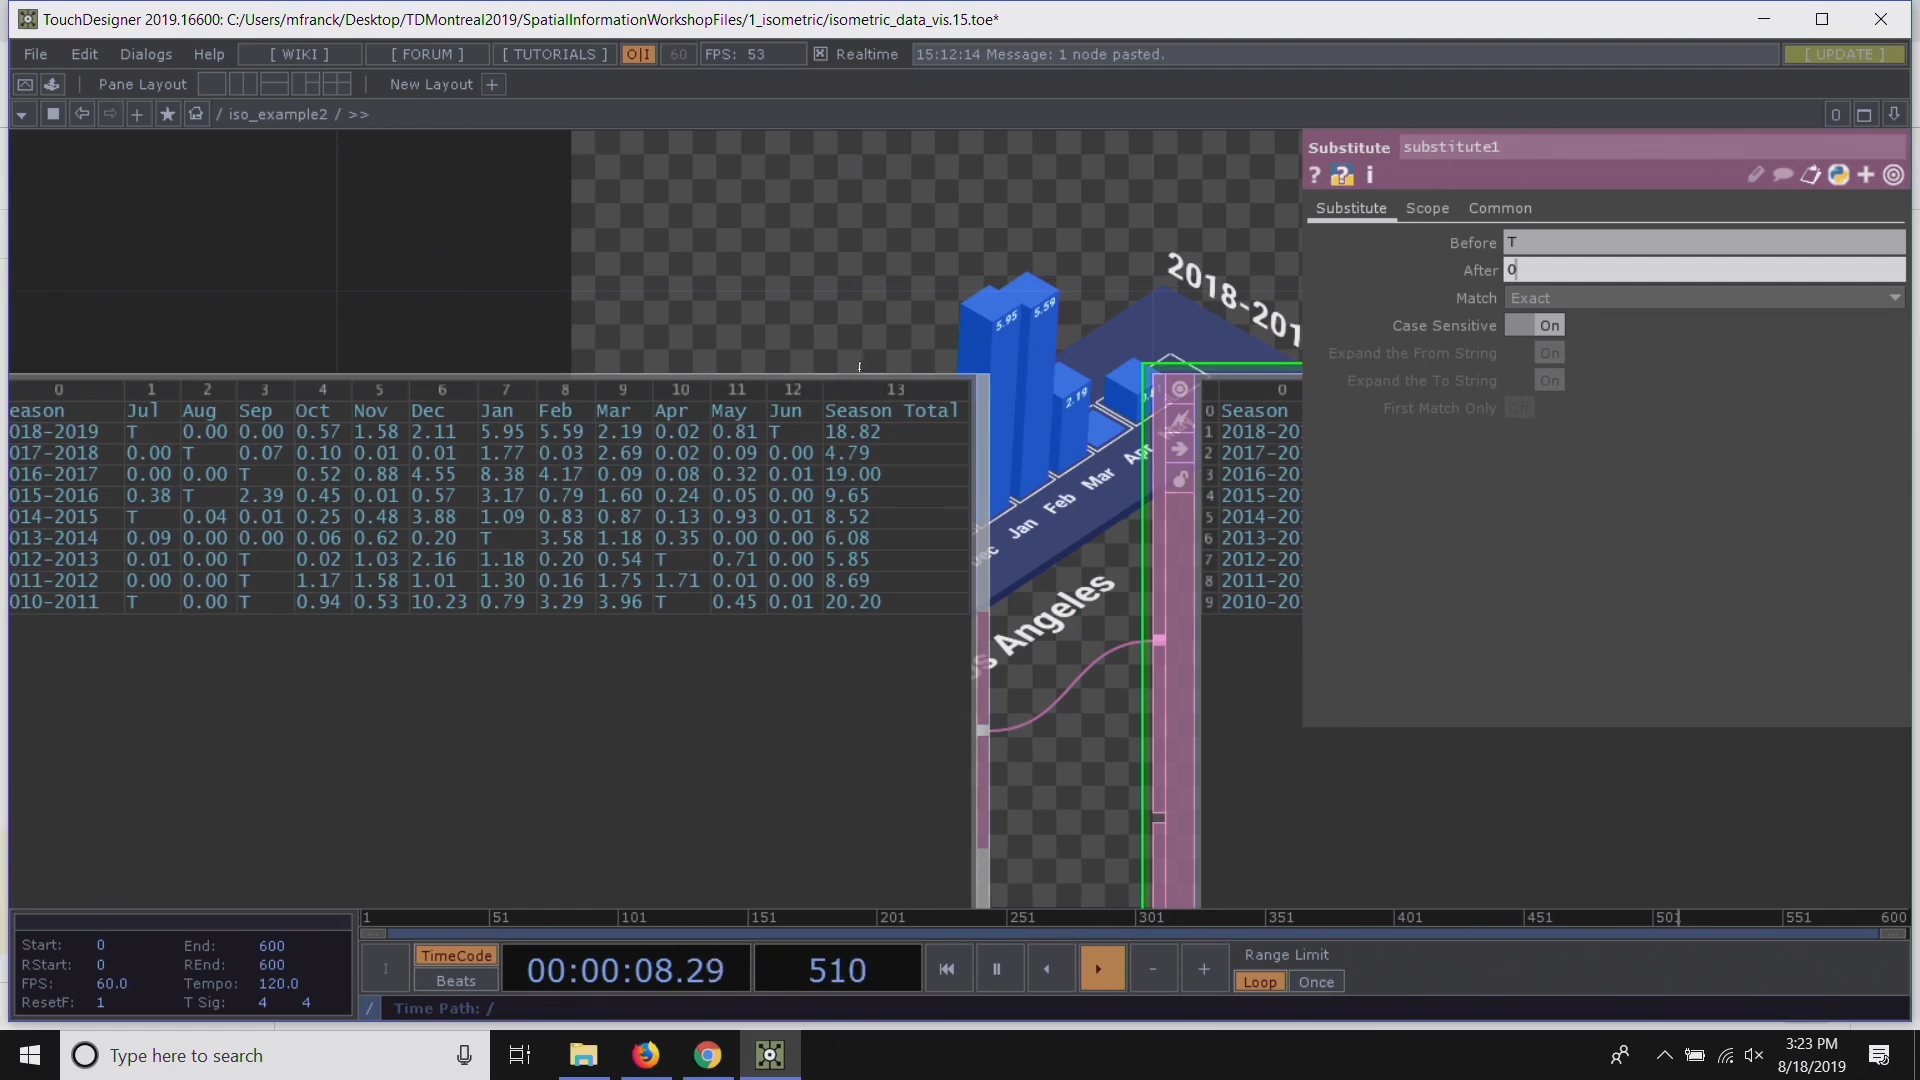 TouchDesigner 2019.16600: C:/Users/mfranck/Desktop/TDMontreal2019/SpatialInformationWorkshopFiles/1_isometric/isometric_data_vis.15.toe*
File Edit Dialogs Help [ WIKI ] [ FORUM ] [ TUTORIALS ] O|I 60 FPS: 53 Realtime 15:12:14 Message: 1 node pasted. [ UPDATE ]
Pane Layout New Layout +
/ iso_example2 / >> 0
Substitute substitute1
? ? i
Substitute Scope Common
Before T
After 0
Match Exact
Case Sensitive On
Expand the From String On
Expand the To String On
First Match Only Off
2018-201
5.95 5.59
2.19
Jan Feb Mar Apr
Angeles
0 1 2 3 4 5 6 7 8 9 10 11 12 13
eason Jul Aug Sep Oct Nov Dec Jan Feb Mar Apr May Jun Season Total
018-2019 T 0.00 0.00 0.57 1.58 2.11 5.95 5.59 2.19 0.02 0.81 T 18.82
017-2018 0.00 T 0.07 0.10 0.01 0.01 1.77 0.03 2.69 0.02 0.09 0.00 4.79
016-2017 0.00 0.00 T 0.52 0.88 4.55 8.38 4.17 0.09 0.08 0.32 0.01 19.00
015-2016 0.38 T 2.39 0.45 0.01 0.57 3.17 0.79 1.60 0.24 0.05 0.00 9.65
014-2015 T 0.04 0.01 0.25 0.48 3.88 1.09 0.83 0.87 0.13 0.93 0.01 8.52
013-2014 0.09 0.00 0.00 0.06 0.62 0.20 T 3.58 1.18 0.35 0.00 0.00 6.08
012-2013 0.01 0.00 T 0.02 1.03 2.16 1.18 0.20 0.54 T 0.71 0.00 5.85
011-2012 0.00 0.00 T 1.17 1.58 1.01 1.30 0.16 1.75 1.71 0.01 0.00 8.69
010-2011 T 0.00 T 0.94 0.53 10.23 0.79 3.29 3.96 T 0.45 0.01 20.20
0
0 Season
1 2018-20
2 2017-20
3 2016-20
4 2015-20
5 2014-20
6 2013-20
7 2012-20
8 2011-20
9 2010-20
1 51 101 151 201 251 301 351 401 451 501 551 600
Start: 0 End: 600
RStart: 0 REnd: 600
FPS: 60.0 Tempo: 120.0
ResetF: 1 T Sig: 4 4
I TimeCode Beats 00:00:08.29 510 - + Range Limit
Loop Once
/ Time Path: /
Type here to search
3:23 PM
8/18/2019